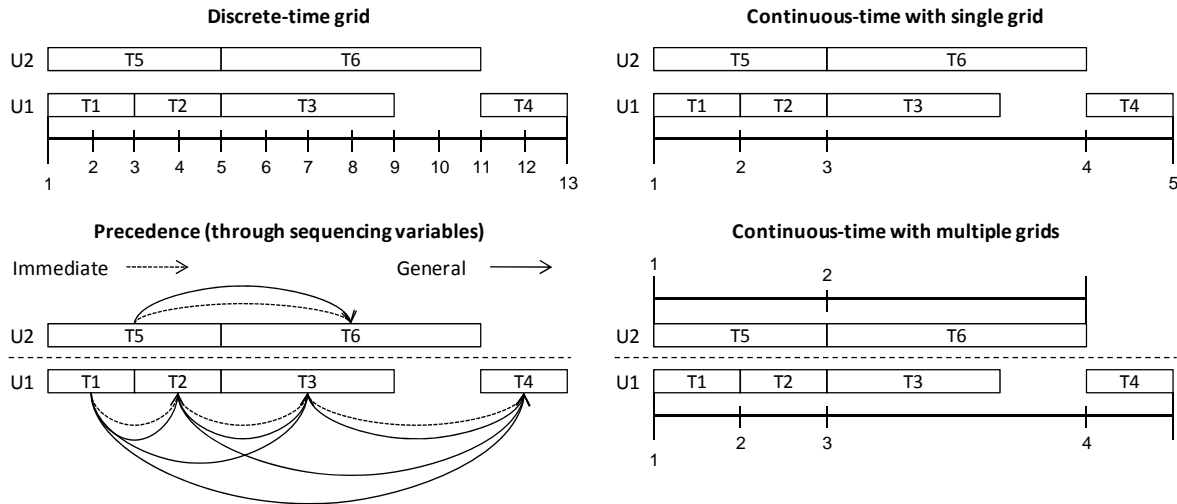 Discrete-time grid
U2 T5 T6
U1 T1 T2 T3 T4
1 2 3 4 5 6 7 8 9 10 11 12 13
Continuous-time with single grid
U2 T5 T6
U1 T1 T2 T3 T4
1 2 3 4 5
Precedence (through sequencing variables)
Immediate General
U2 T5 T6
U1 T1 T2 T3 T4
Continuous-time with multiple grids
1 2
U2 T5 T6
U1 T1 T2 T3 T4
1 2 3 4